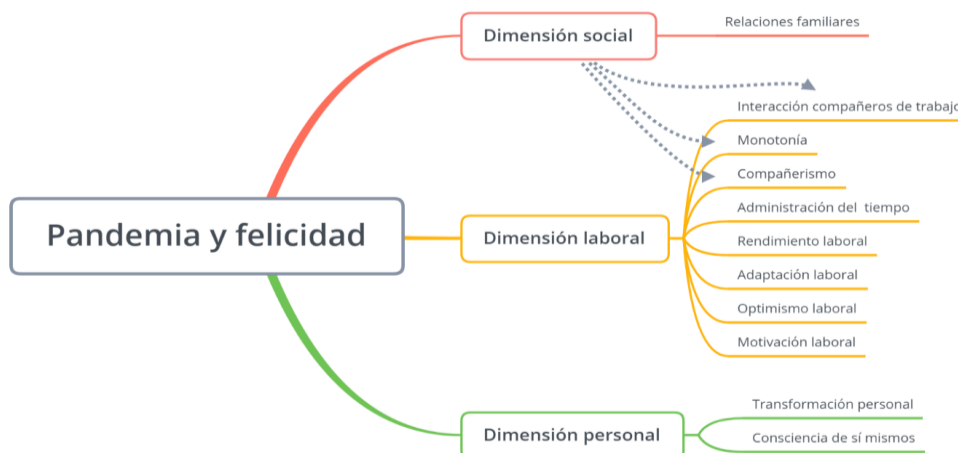 Pandemia y felicidad
Dimensión social
Relaciones familiares
Dimensión laboral
Interacción compañeros de trabajo
Monotonía
Compañerismo
Administración del tiempo
Rendimiento laboral
Adaptación laboral
Optimismo laboral
Motivación laboral
Dimensión personal
Transformación personal
Consciencia de sí mismos